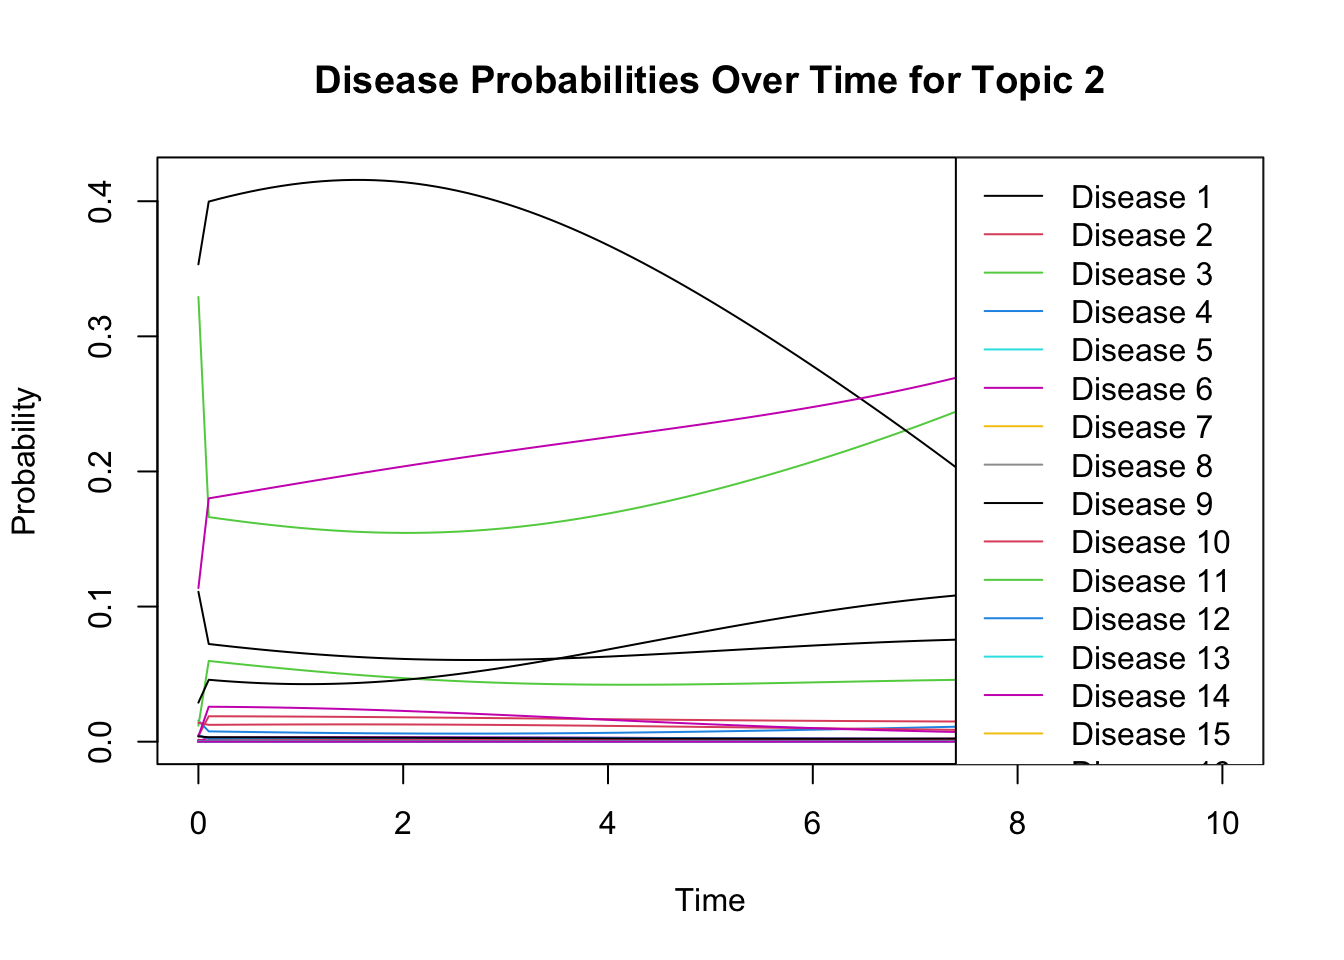 Disease Probabilities Over Time for Topic 2
Probability
0.4
0.3
0.2
0.1
0.0
0 2 4 6 8 10
Time
Disease 1
Disease 2
Disease 3
Disease 4
Disease 5
Disease 6
Disease 7
Disease 8
Disease 9
Disease 10
Disease 11
Disease 12
Disease 13
Disease 14
Disease 15